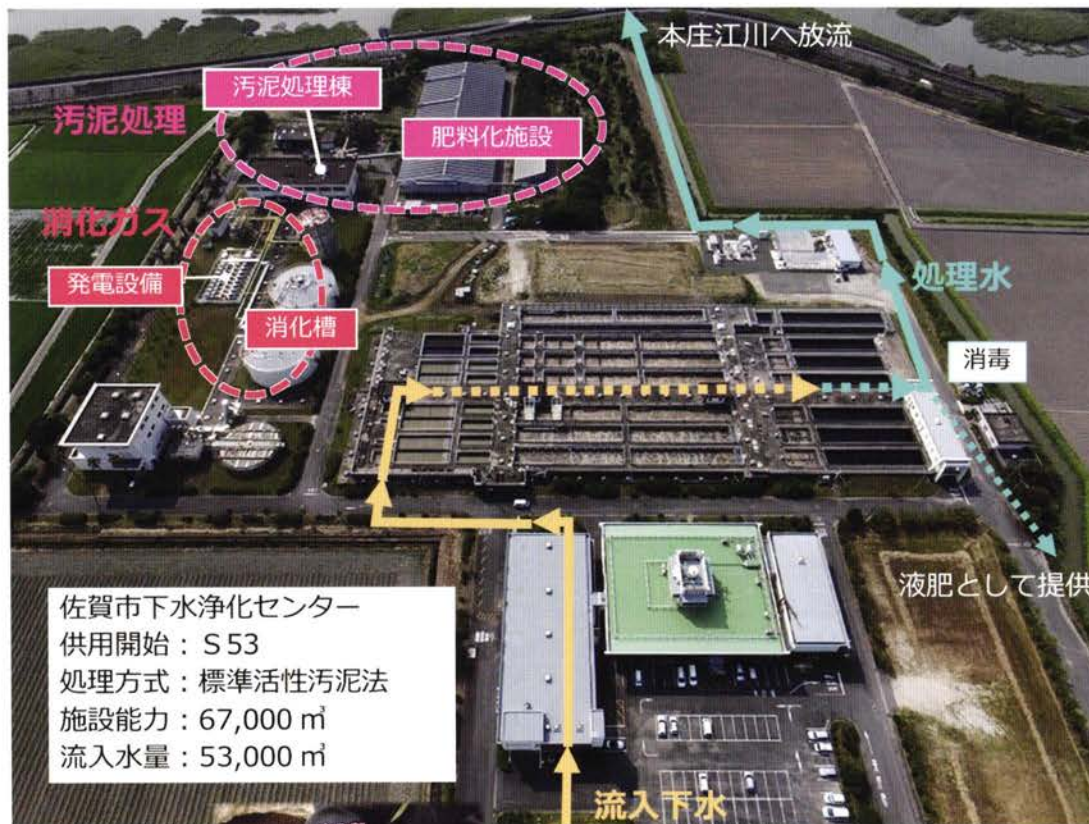 本庄江川へ放流
汚泥処理棟
汚泥処理
肥料化施設
消化ガス
発電設備
消化槽
処理水
消毒
液肥として提供
佐賀市下水浄化センター
供用開始：Ｓ53
処理方式：標準活性汚泥法
施設能力：67,000 ㎥
流入水量：53,000 ㎥
流入下水